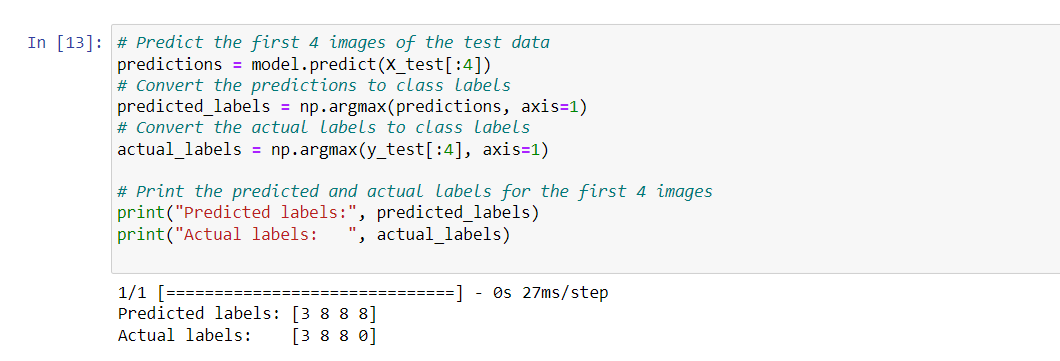 In [13]: # Predict the first 4 images of the test data
predictions = model.predict(X_test[:4])
# Convert the predictions to class labels
predicted_labels = np.argmax(predictions, axis=1)
# Convert the actual labels to class labels
actual_labels = np.argmax(y_test[:4], axis=1)

# Print the predicted and actual labels for the first 4 images
print("Predicted labels:", predicted_labels)
print("Actual labels:   ", actual_labels)

1/1 [==============================] - 0s 27ms/step
Predicted labels: [3 8 8 8]
Actual labels:    [3 8 8 0]